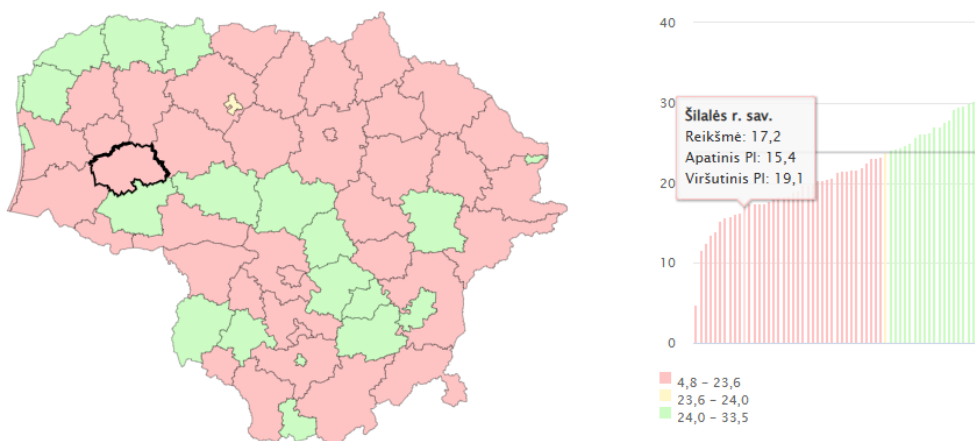 40
30
Šilalės r. sav.
Reikšmė: 17,2
Apatinis PI: 15,4
Viršutinis PI: 19,1
20
10
0
4,8 – 23,6
23,6 – 24,0
24,0 – 33,5